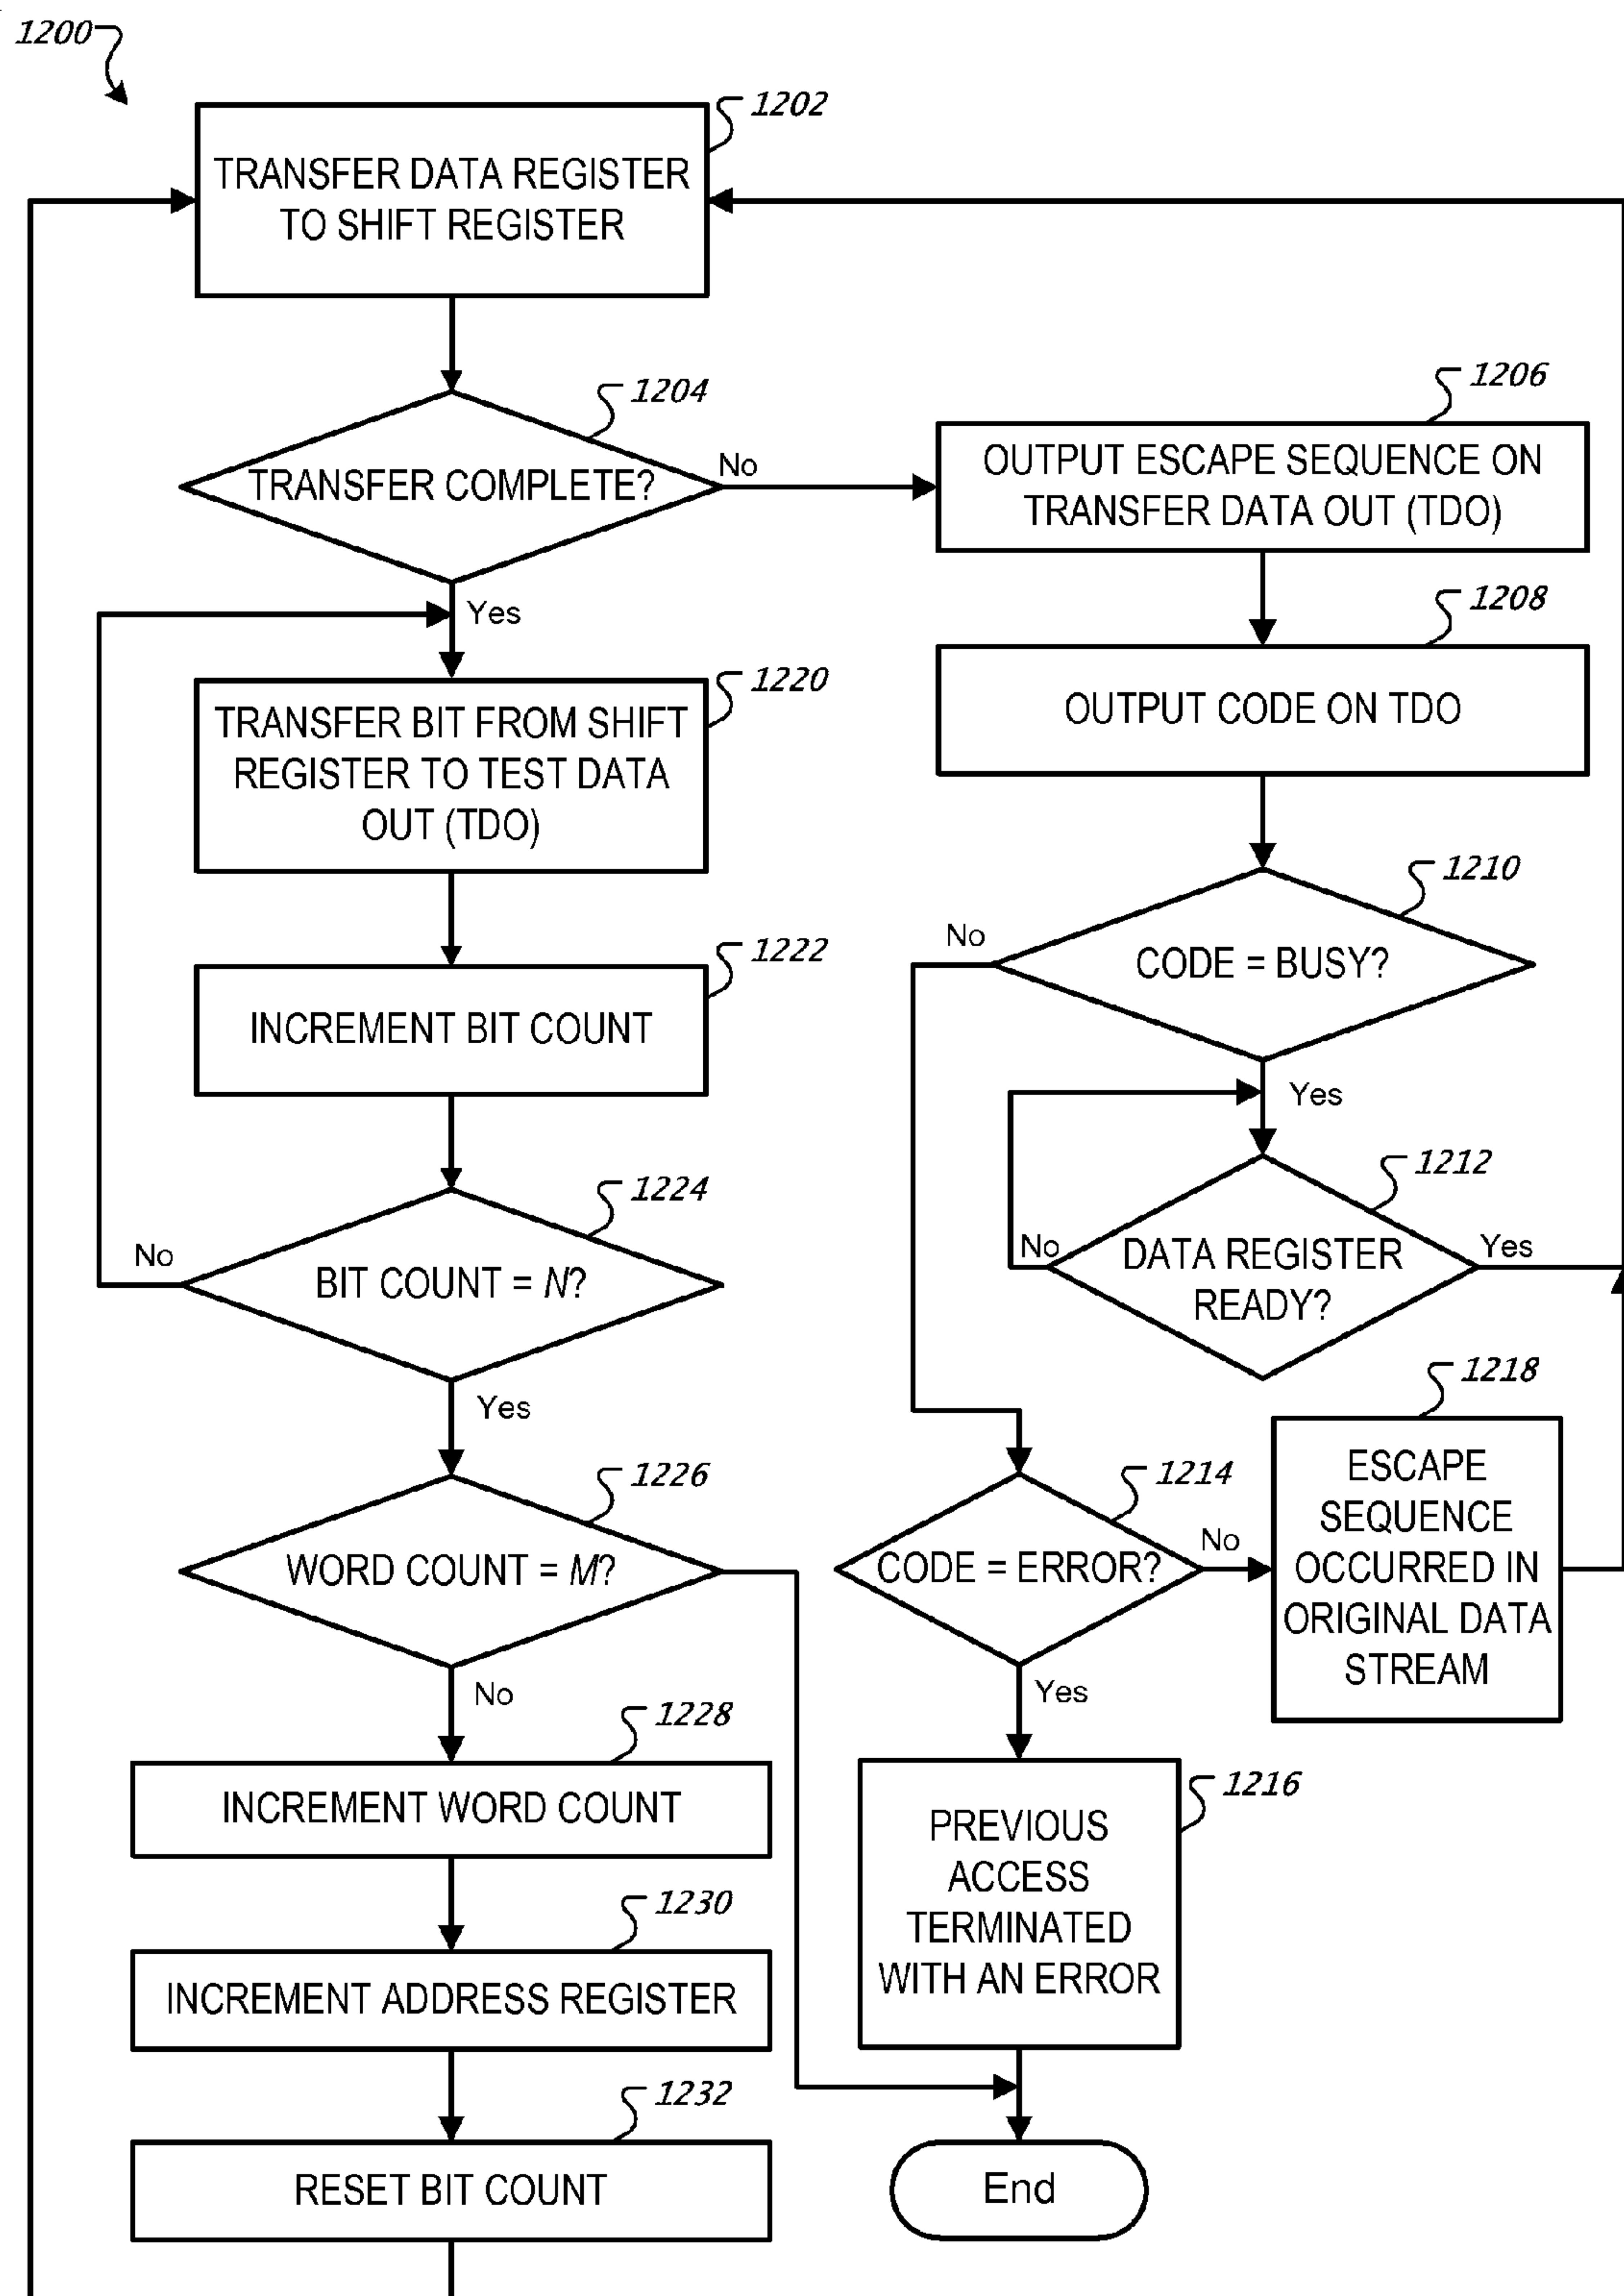 1200
1202
TRANSFER DATA REGISTER
TO SHIFT REGISTER
1204
TRANSFER COMPLETE?
No
Yes
1206
OUTPUT ESCAPE SEQUENCE ON
TRANSFER DATA OUT (TDO)
1208
OUTPUT CODE ON TDO
1220
TRANSFER BIT FROM SHIFT
REGISTER TO TEST DATA
OUT (TDO)
1210
CODE = BUSY?
No
Yes
1222
INCREMENT BIT COUNT
1212
DATA REGISTER
READY?
No
Yes
1224
BIT COUNT = N?
No
Yes
1218
ESCAPE
SEQUENCE
OCCURRED IN
ORIGINAL DATA
STREAM
1214
CODE = ERROR?
No
Yes
1226
WORD COUNT = M?
No
1228
INCREMENT WORD COUNT
1216
PREVIOUS
ACCESS
TERMINATED
WITH AN ERROR
1230
INCREMENT ADDRESS REGISTER
1232
RESET BIT COUNT
End